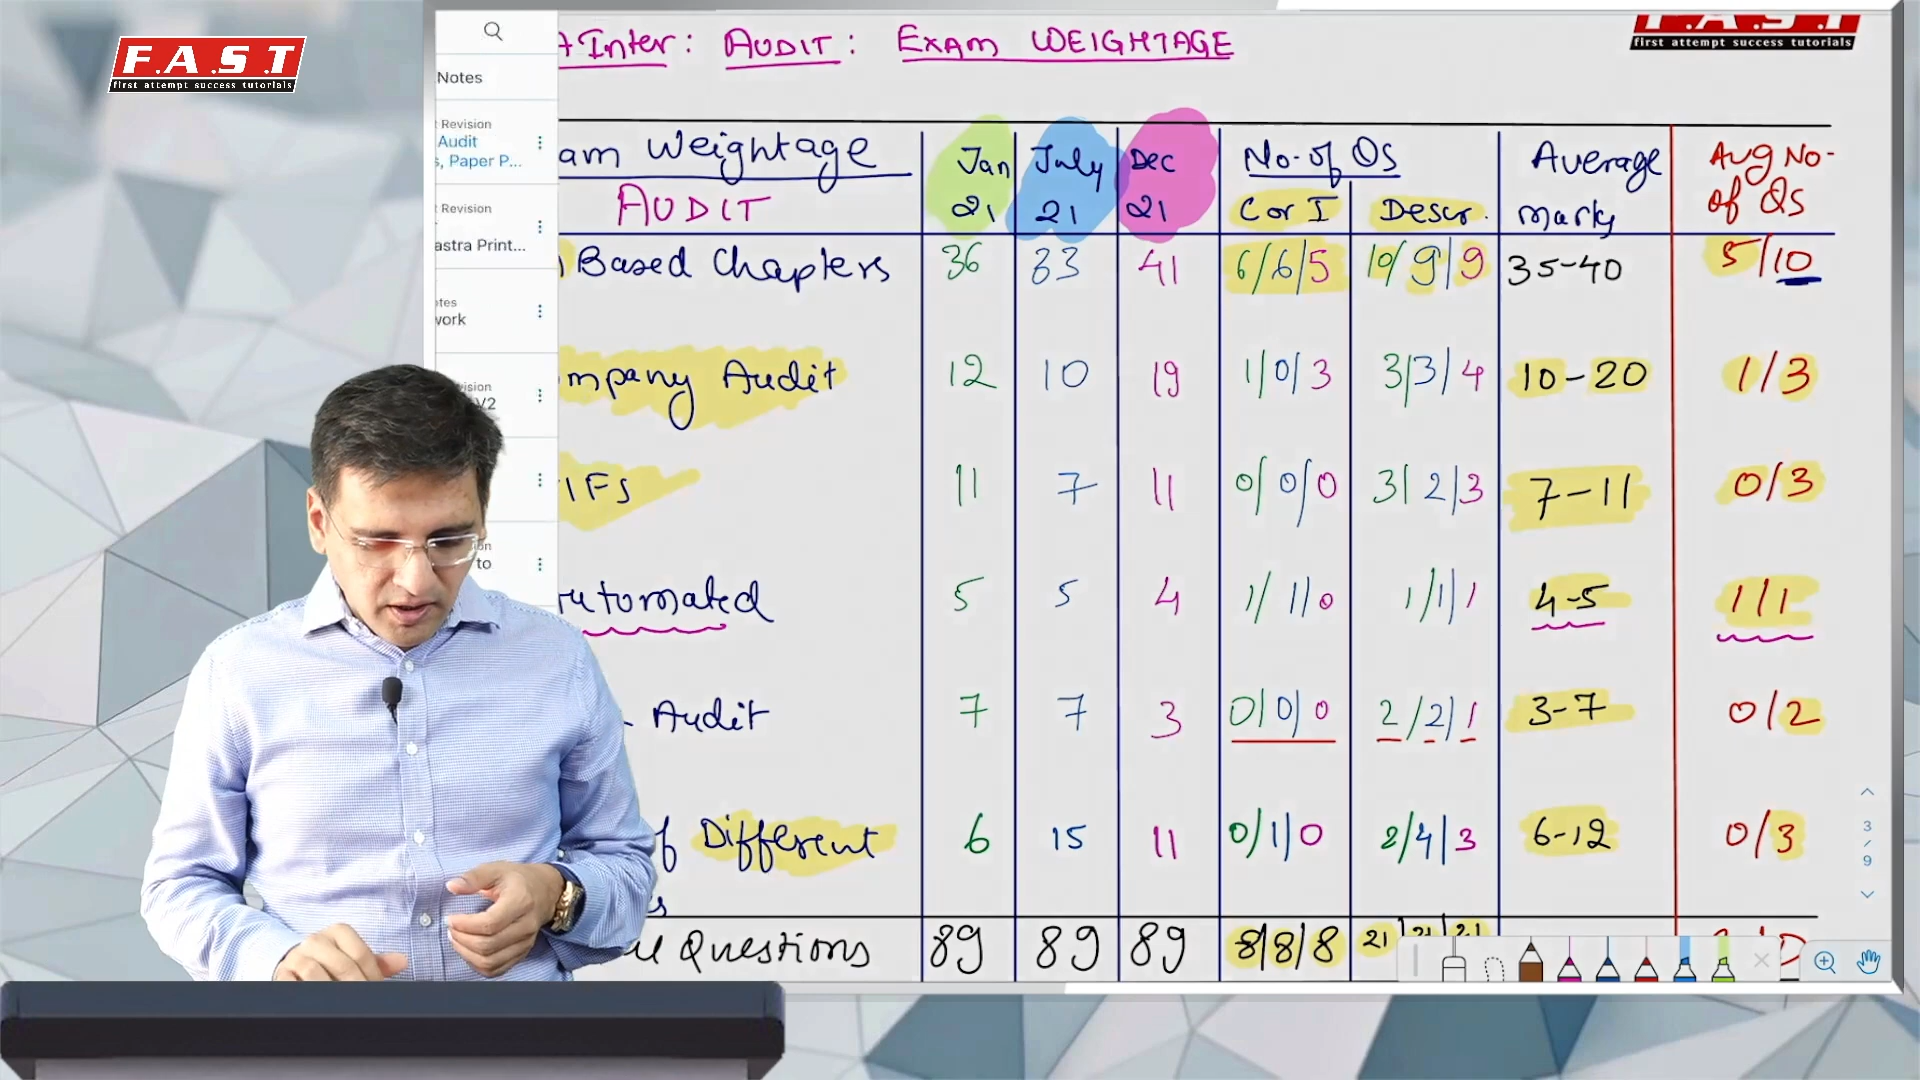 F.A.S.T
first attempt success tutorials
Notes
Inter: AUDIT: EXAM WEIGHTAGE
F.A.S.T
first attempt success tutorials
Revision
Audit
, Paper P...
Revision
astra Print...
work
V2
to
am Weightage
AUDIT
Jan 21
July 21
Dec 21
No. of QS
C or I
Descr.
Average marks
Avg No. of QS
Based Chapters 36 33 41 6/6/5 10/9/9 35-40 5/10
mpany Audit 12 10 19 1/0/3 3/3/4 10-20 1/3
IFs 11 7 11 0/0/0 3/2/3 7-11 0/3
utomated 5 5 4 1/1/0 1/1/1 4-5 1/1
Audit 7 7 3 0/0/0 2/2/1 3-7 0/2
of Different 6 15 11 0/1/0 2/4/3 6-12 0/3
Questions 89 89 89 8/8/8 21/21/21
3/9